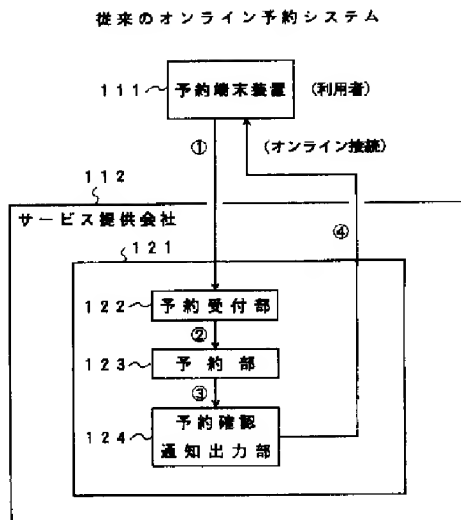 従来のオンライン予約システム
111 予約端末装置 (利用者)
① (オンライン接続)
112
サービス提供会社
④
121
122 予約受付部
②
123 予約部
③
124 予約確認
通知出力部